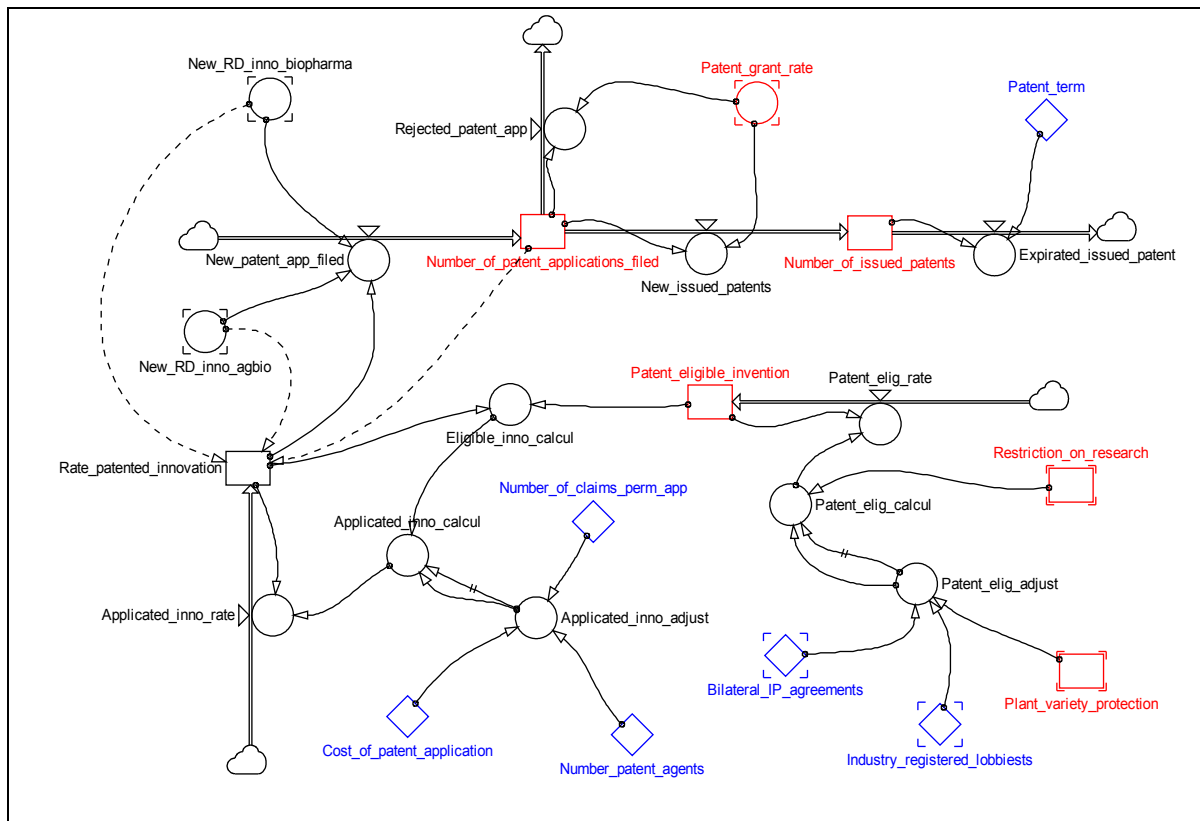 New_RD_inno_biopharma
Patent_grant_rate
Patent_term
Rejected_patent_app
New_patent_app_filed
Number_of_patent_applications_filed
New_issued_patents
Number_of_issued_patents
Expirated_issued_patent
New_RD_inno_agbio
Patent_eligible_invention
Patent_elig_rate
Eligible_inno_calcul
Rate_patented_innovation
Restriction_on_research
Number_of_claims_perm_app
Patent_elig_calcul
Applicated_inno_calcul
Patent_elig_adjust
Applicated_inno_rate
Applicated_inno_adjust
Bilateral_IP_agreements
Plant_variety_protection
Cost_of_patent_application
Number_patent_agents
Industry_registered_lobbiests